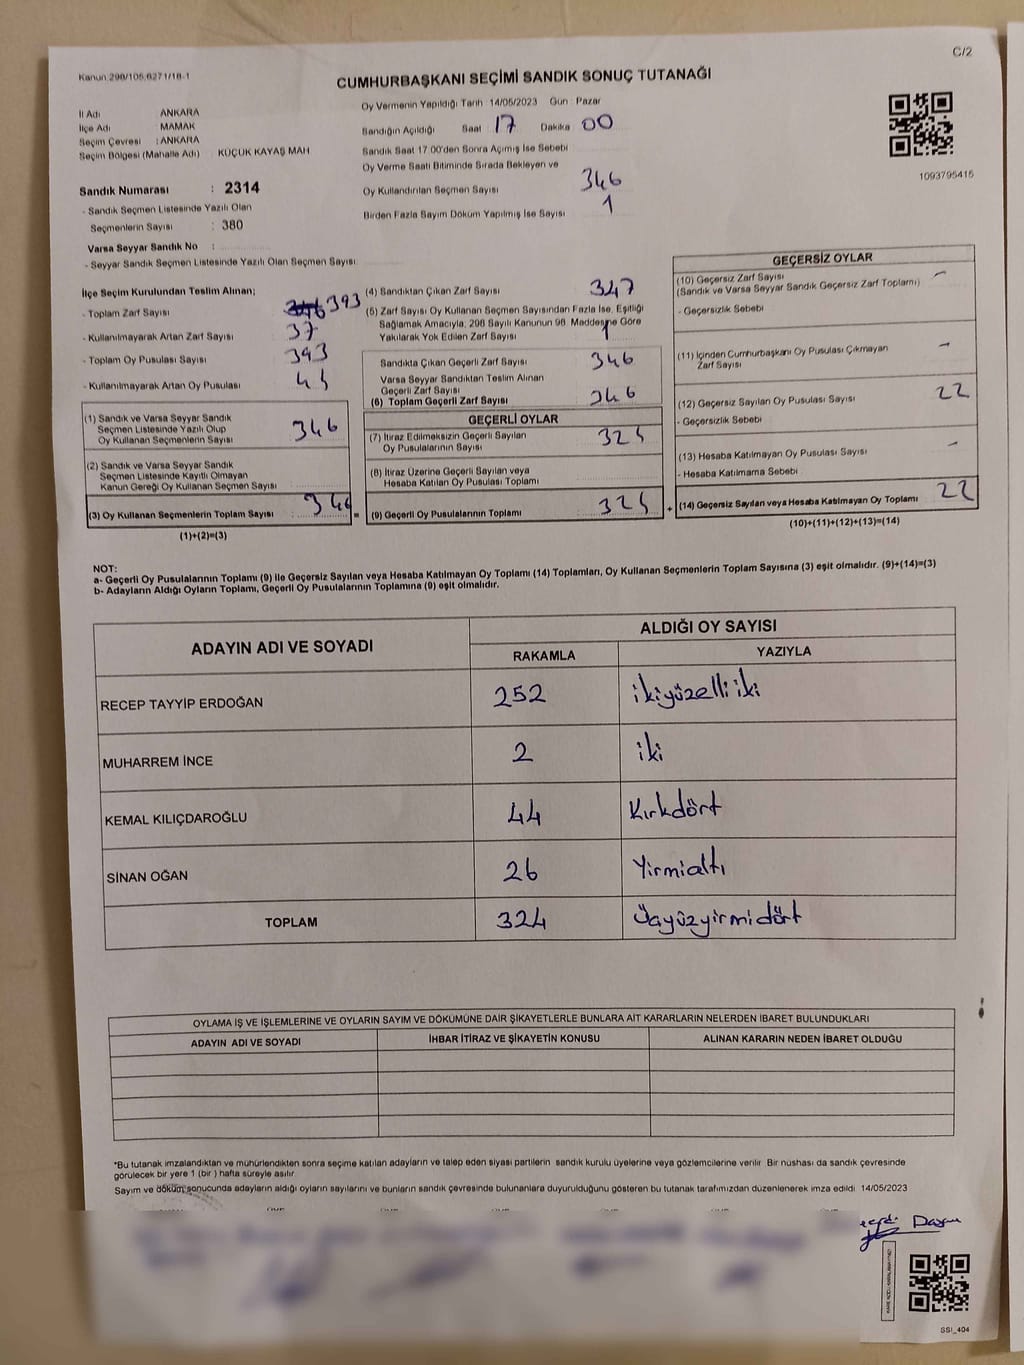 C/2
Kanun 298/105,6271/18-1
CUMHURBAŞKANI SEÇİMİ SANDIK SONUÇ TUTANAĞI
İl Adı ANKARA
İlçe Adı MAMAK
Seçim Çevresi : ANKARA
Seçim Bölgesi (Mahalle Adı) : KÜÇÜK KAYAŞ MAH
Sandık Numarası : 2314
- Sandık Seçmen Listesinde Yazılı Olan
Seçmenlerin Sayısı : 380
Varsa Seyyar Sandık No :
- Seyyar Sandık Seçmen Listesinde Yazılı Olan Seçmen Sayısı
Oy Vermenin Yapıldığı Tarih 14/05/2023 Gün : Pazar
Sandığın Açıldığı Saat 17 Dakika 00
Sandık Saat 17:00'den Sonra Açımış İse Sebebi
Oy Verme Saati Bitiminde Sırada Bekleyen ve
Oy Kullandırılan Seçmen Sayısı 346
Birden Fazla Sayım Döküm Yapılmış İse Sayısı 1
1093795415
İlçe Seçim Kurulundan Teslim Alınan;
- Toplam Zarf Sayısı 393
- Kullanılmayarak Artan Zarf Sayısı 37
- Toplam Oy Pusulası Sayısı 393
- Kullanılmayarak Artan Oy Pusulası
(1) Sandık ve Varsa Seyyar Sandık
Seçmen Listesinde Yazılı Olup
Oy Kullanan Seçmenlerin Sayısı 346
(2) Sandık ve Varsa Seyyar Sandık
Seçmen Listesinde Kayıtlı Olmayan
Kanun Gereği Oy Kullanan Seçmen Sayısı
(3) Oy Kullanan Seçmenlerin Toplam Sayısı 346 =
(1)+(2)=(3)
(4) Sandıktan Çıkan Zarf Sayısı 347
(5) Zarf Sayısı Oy Kullanan Seçmen Sayısından Fazla İse, Eşitliği
Sağlamak Amacıyla, 298 Sayılı Kanunun 98. Maddesine Göre
Yakılarak Yok Edilen Zarf Sayısı 1
Sandıkta Çıkan Geçerli Zarf Sayısı 346
Varsa Seyyar Sandıktan Teslim Alınan
Geçerli Zarf Sayısı
(6) Toplam Geçerli Zarf Sayısı 346
GEÇERLİ OYLAR
(7) İtiraz Edilmeksizin Geçerli Sayılan
Oy Pusulalarının Sayısı 324
(8) İtiraz Üzerine Geçerli Sayılan veya
Hesaba Katılan Oy Pusulası Toplamı
(9) Geçerli Oy Pusulalarının Toplamı 324 +
GEÇERSİZ OYLAR
(10) Geçersiz Zarf Sayısı -
(Sandık ve Varsa Seyyar Sandık Geçersiz Zarf Toplamı)
- Geçersizlik Sebebi
(11) İçinden Cumhurbaşkanı Oy Pusulası Çıkmayan -
Zarf Sayısı
(12) Geçersiz Sayılan Oy Pusulası Sayısı 22
- Geçersizlik Sebebi
(13) Hesaba Katılmayan Oy Pusulası Sayısı -
- Hesaba Katılmama Sebebi
(14) Geçersiz Sayılan veya Hesaba Katılmayan Oy Toplamı 22
(10)+(11)+(12)+(13)=(14)
NOT:
a- Geçerli Oy Pusulalarının Toplamı (9) ile Geçersiz Sayılan veya Hesaba Katılmayan Oy Toplamı (14) Toplamları, Oy Kullanan Seçmenlerin Toplam Sayısına (3) eşit olmalıdır. (9)+(14)=(3)
b- Adayların Aldığı Oyların Toplamı, Geçerli Oy Pusulalarının Toplamına (9) eşit olmalıdır.
ADAYIN ADI VE SOYADI ALDIĞI OY SAYISI
RAKAMLA YAZIYLA
RECEP TAYYİP ERDOĞAN 252 ikiyüzelliiki
MUHARREM İNCE 2 iki
KEMAL KILIÇDAROĞLU 44 Kırkdört
SİNAN OĞAN 26 Yirmialtı
TOPLAM 324 Üçyüzyirmidört
OYLAMA İŞ VE İŞLEMLERİNE VE OYLARIN SAYIM VE DÖKÜMÜNE DAİR ŞİKAYETLERLE BUNLARA AİT KARARLARIN NELERDEN İBARET BULUNDUKLARI
ADAYIN ADI VE SOYADI İHBAR İTİRAZ VE ŞİKAYETİN KONUSU ALINAN KARARIN NEDEN İBARET OLDUĞU
*Bu tutanak imzalandıktan ve mühürlendikten sonra seçime katılan adayların ve talep eden siyasi partilerin sandık kurulu üyelerine veya gözlemcilerine verilir Bir nüshası da sandık çevresinde
görülecek bir yere 1 (bir ) hafta süreyle asılır.
Sayım ve döküm sonucunda adayların aldığı oyların sayılarını ve bunların sandık çevresinde bulunanlara duyurulduğunu gösteren bu tutanak tarafımızdan düzenlenerek imza edildi 14/05/2023
SSI_404